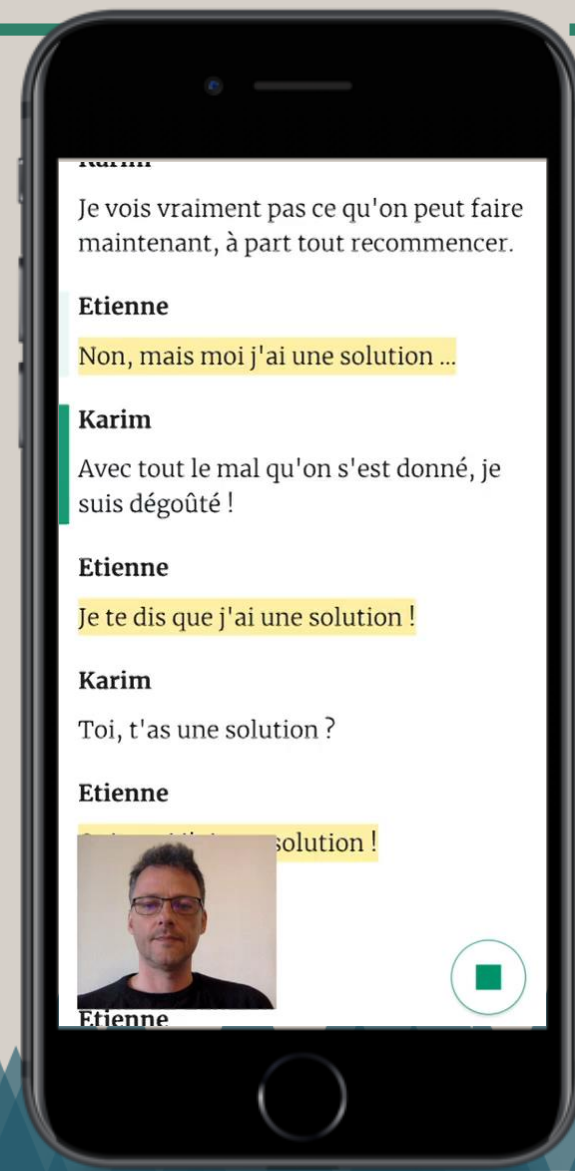 Karim
Je vois vraiment pas ce qu'on peut faire
maintenant, à part tout recommencer.
Etienne
Non, mais moi j'ai une solution ...
Karim
Avec tout le mal qu'on s'est donné, je
suis dégoûté !
Etienne
Je te dis que j'ai une solution !
Karim
Toi, t'as une solution ?
Etienne
solution !
Etienne